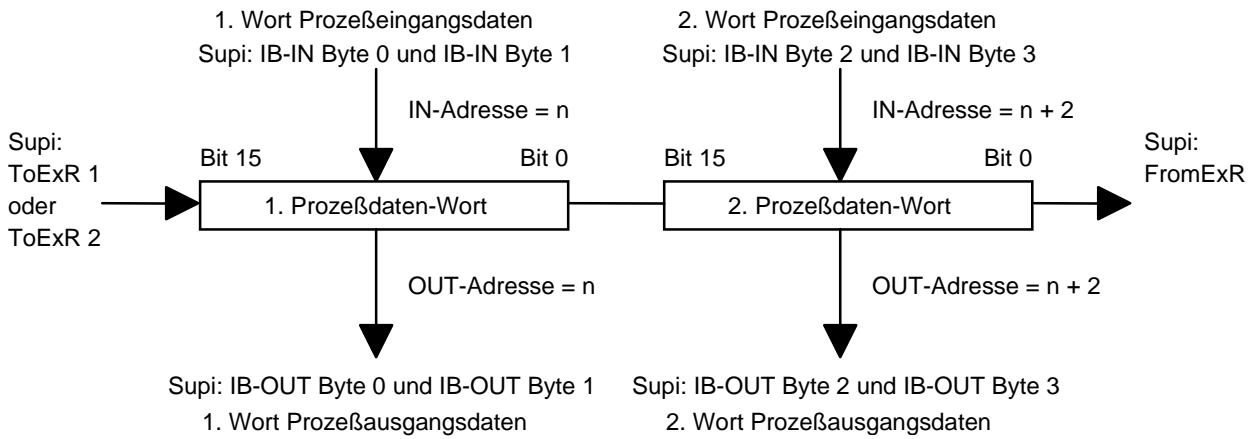 1. Wort Prozeßeingangsdaten
2. Wort Prozeßeingangsdaten
Supi: IB-IN Byte 0 und IB-IN Byte 1
Supi: IB-IN Byte 2 und IB-IN Byte 3
IN-Adresse = n
IN-Adresse = n + 2
Supi:
ToExR 1
oder
ToExR 2
Bit 15
Bit 0
Bit 15
Bit 0
Supi:
FromExR
1. Prozeßdaten-Wort
2. Prozeßdaten-Wort
OUT-Adresse = n
OUT-Adresse = n + 2
Supi: IB-OUT Byte 0 und IB-OUT Byte 1
Supi: IB-OUT Byte 2 und IB-OUT Byte 3
1. Wort Prozeßausgangsdaten
2. Wort Prozeßausgangsdaten